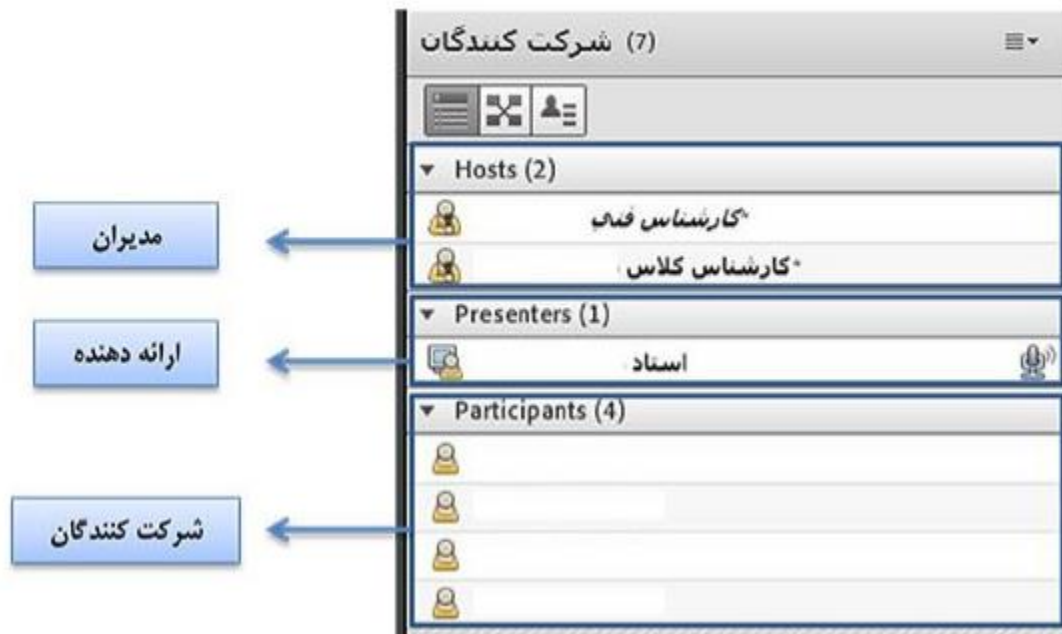 شرکت کنندگان (7)
Hosts (2)
*کارشناس فنی
*کارشناس کلاس
Presenters (1)
استاد
Participants (4)
مدیران
ارائه دهنده
شرکت کنندگان